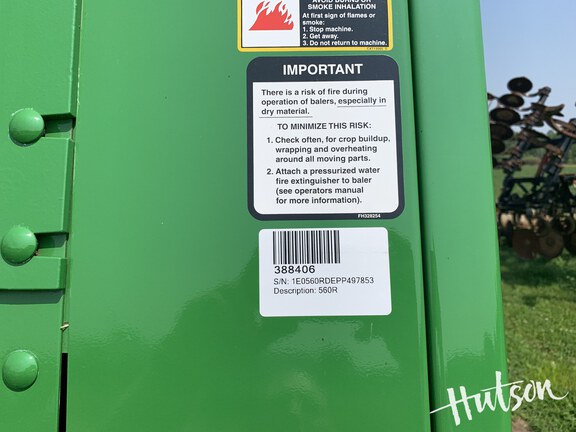 AVOID BURNS OR
SMOKE INHALATION
At first sign of flames or
smoke:
1. Stop machine.
2. Get away.
3. Do not return to machine.
IMPORTANT
There is a risk of fire during
operation of balers, especially in
dry material.
TO MINIMIZE THIS RISK:
1. Check often, for crop buildup,
wrapping and overheating
around all moving parts.
2. Attach a pressurized water
fire extinguisher to baler
(see operators manual
for more information).
FH328254
388406
S/N: 1E0560RDEPP497853
Description: 560R
Hutson